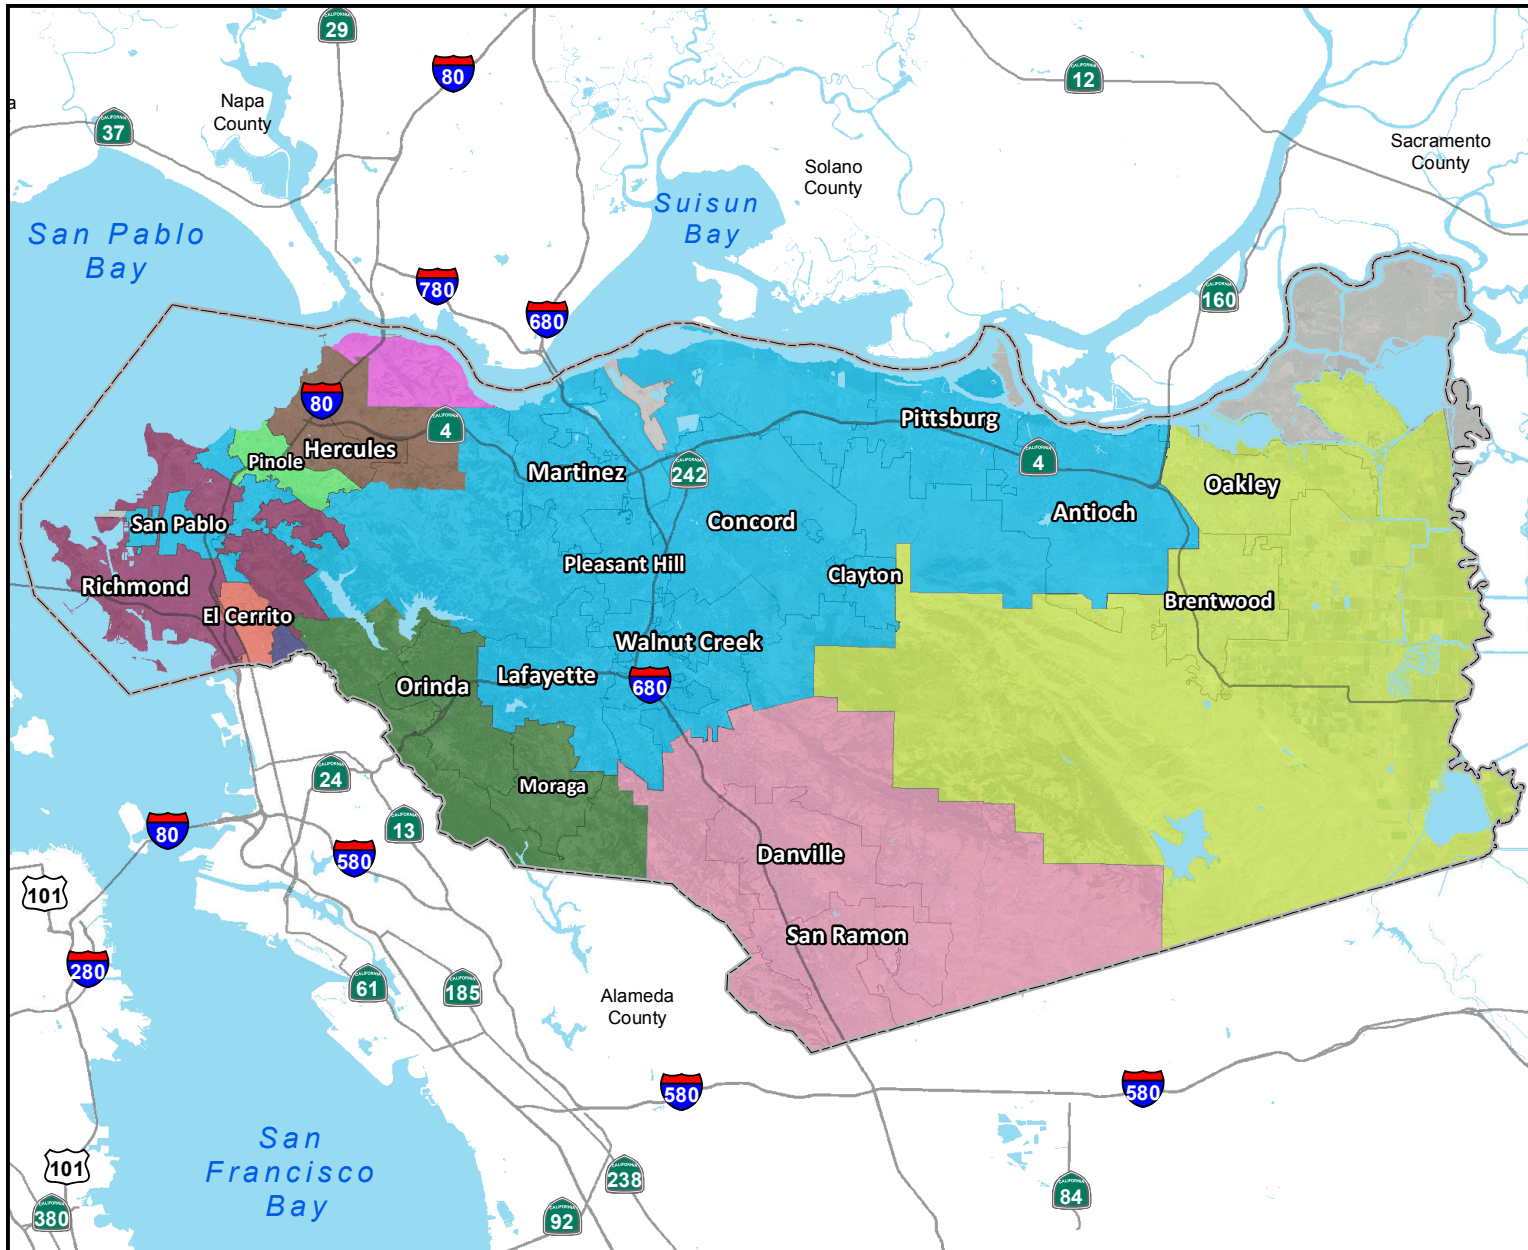 29
80
CALIFORNIA
12
a
Napa
County
37
Solano
County
Sacramento
County
San Pablo
Bay
Suisun
Bay
780
680
160
80
4
Pittsburg
Hercules
Pinole
Martinez
242
4
Oakley
San Pablo
Concord
Antioch
Pleasant Hill
Clayton
Richmond
Brentwood
El Cerrito
Walnut Creek
Lafayette
Orinda
680
24
Moraga
80
13
580
Danville
101
San Ramon
280
61
185
Alameda
County
580
580
San
Francisco
Bay
101
238
84
380
92